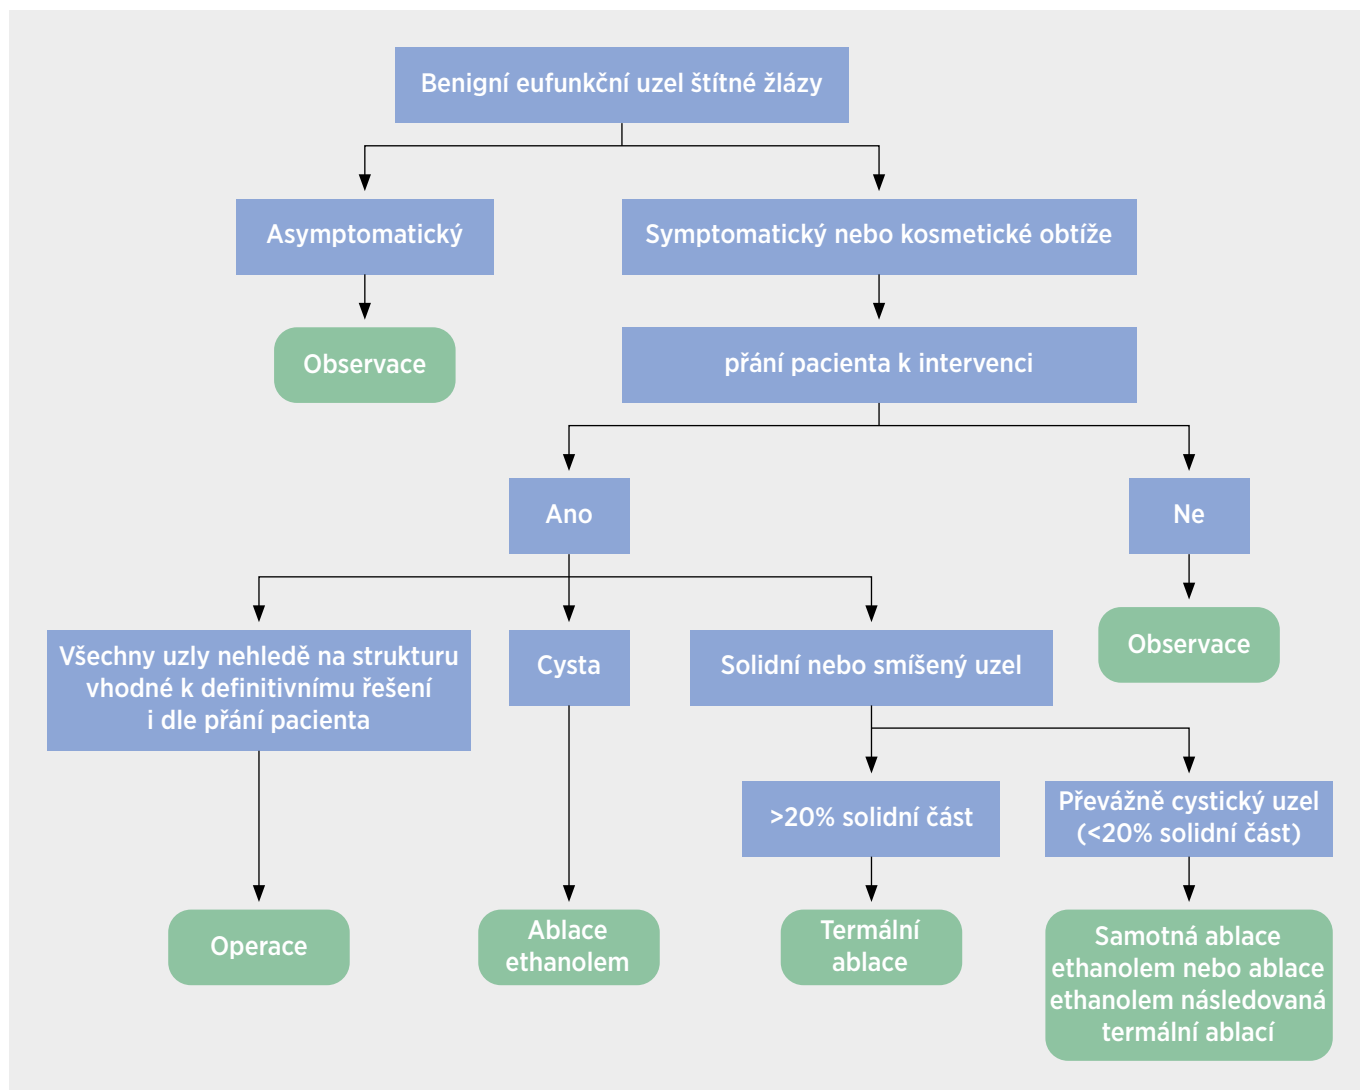 Benigní eufunkční uzel štítné žlázy
Asymptomatický
Symptomatický nebo kosmetické obtíže
Observace
přání pacienta k intervenci
Ano
Ne
Všechny uzly nehledě na strukturu
vhodné k definitivnímu řešení
i dle přání pacienta
Cysta
Solidní nebo smíšený uzel
Observace
>20% solidní část
Převážně cystický uzel
(<20% solidní část)
Operace
Ablace
ethanolem
Termální
ablace
Samotná ablace
ethanolem nebo ablace
ethanolem následovaná
termální ablací